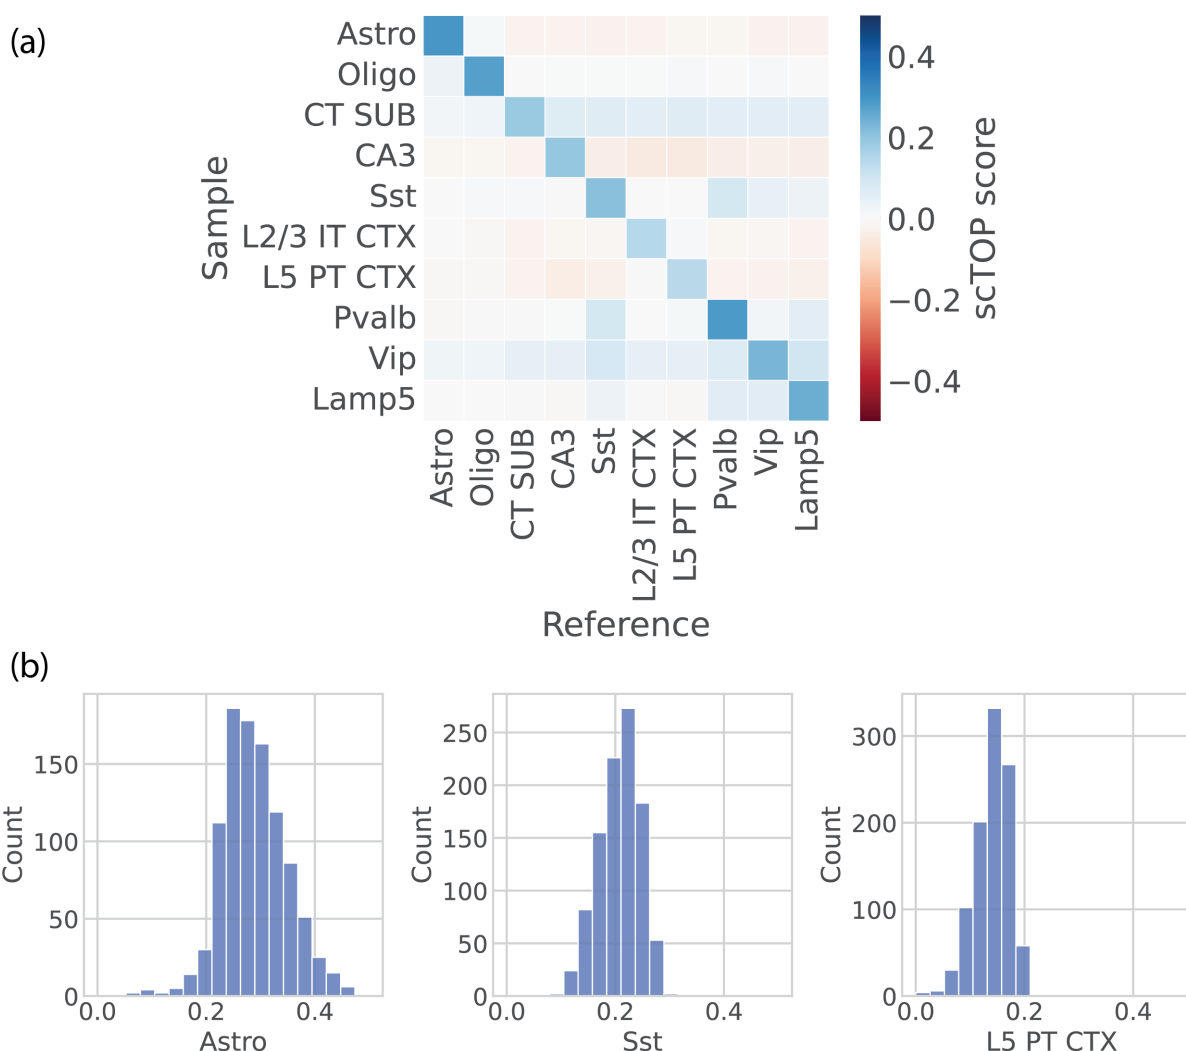 (a)
Astro
Oligo
CT SUB
CA3
Sst
L2/3 IT CTX
L5 PT CTX
Pvalb
Vip
Lamp5
Sample
Astro
Oligo
CT SUB
CA3
Sst
L2/3 IT CTX
L5 PT CTX
Pvalb
Vip
Lamp5
Reference
0.4
0.2
0.0
−0.2
−0.4
scTOP score
(b)
Count
150
100
50
0
0.0 0.2 0.4
Astro
Count
250
200
150
100
50
0
0.0 0.2 0.4
Sst
Count
300
200
100
0
0.0 0.2 0.4
L5 PT CTX